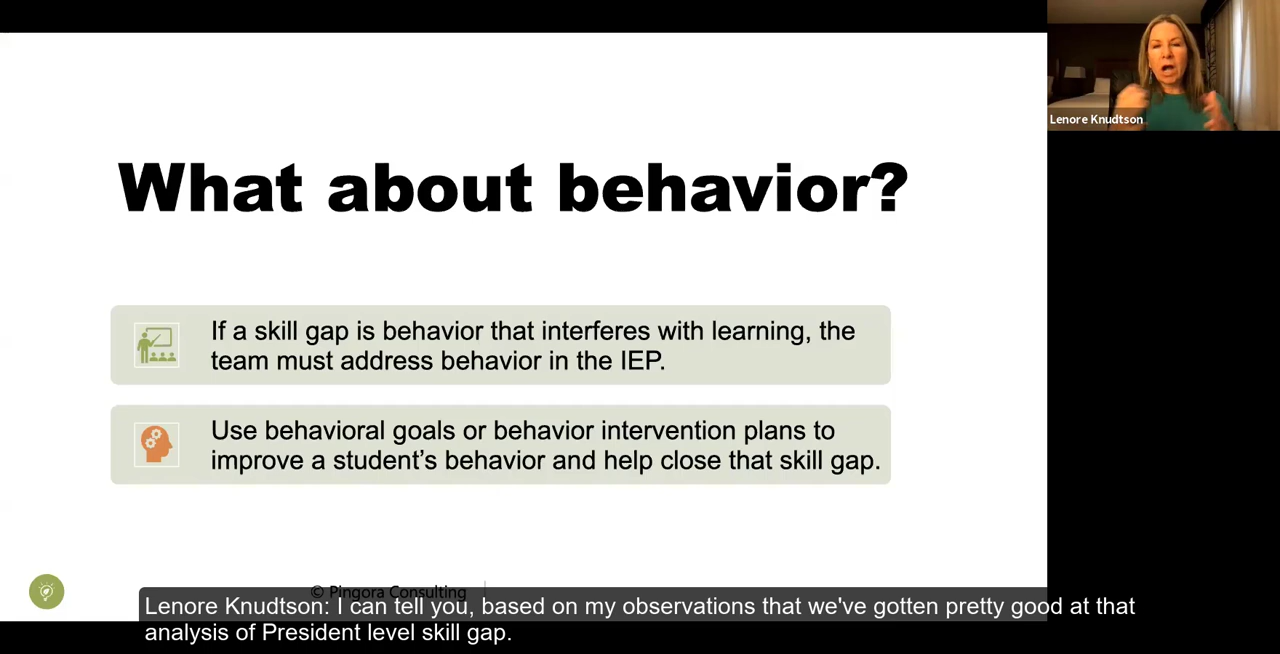 Lenore Knudtson
What about behavior?
If a skill gap is behavior that interferes with learning, the
team must address behavior in the IEP.
Use behavioral goals or behavior intervention plans to
improve a student’s behavior and help close that skill gap.
© Pingora Consulting
Lenore Knudtson: I can tell you, based on my observations that we've gotten pretty good at that
analysis of President level skill gap.